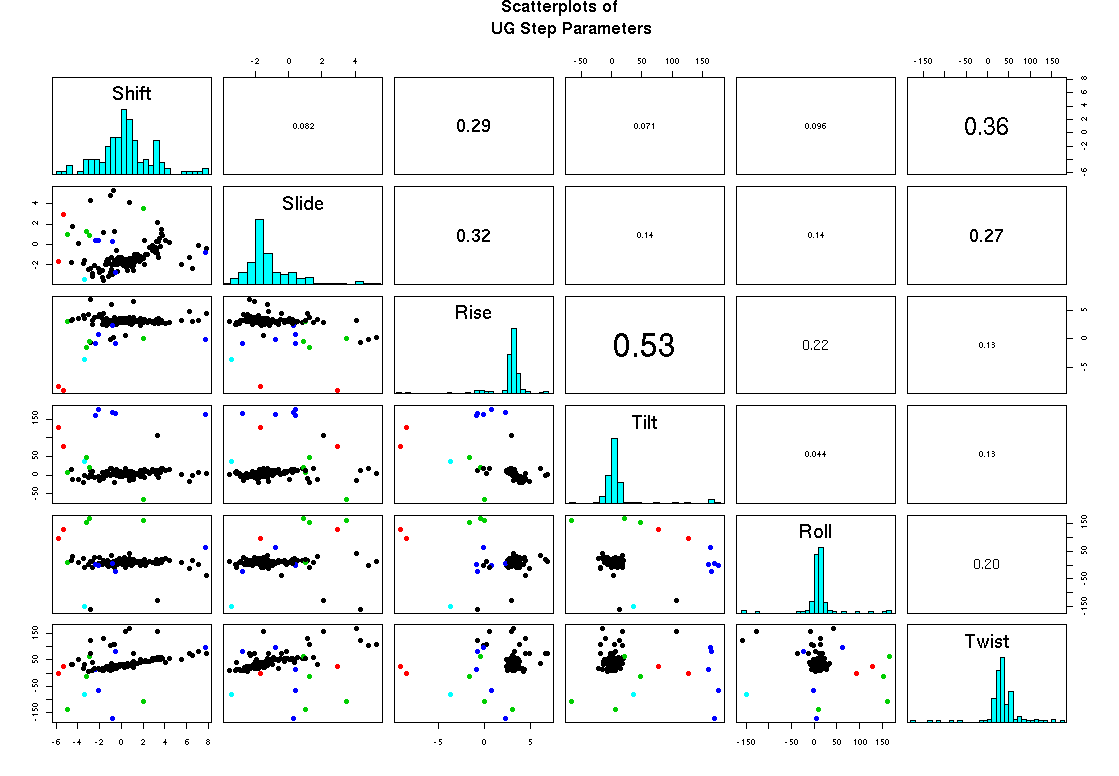 Scatterplots of
UG Step Parameters
-2 0 2 4
-50 0 50 100 150
-150 -50 0 50 100 150
Shift
0.082
0.29
0.071
0.096
0.36
-6 -2 0 2 4 6 8
-2 0 2 4
Slide
0.32
0.14
0.14
0.27
Rise
0.53
0.22
0.13
-5 0 5
-50 0 50 150
Tilt
0.044
0.13
Roll
0.20
-150 -50 50 150
-150 -50 50 150
Twist
-6 -4 -2 0 2 4 6 8
-5 0 5
-150 -50 0 50 100 150